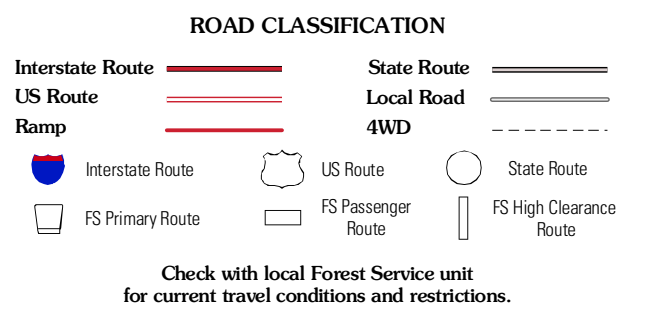 ROAD CLASSIFICATION
Interstate Route
State Route
US Route
Local Road
Ramp
4WD
Interstate Route
US Route
State Route
FS Primary Route
FS Passenger
Route
FS High Clearance
Route
Check with local Forest Service unit
for current travel conditions and restrictions.